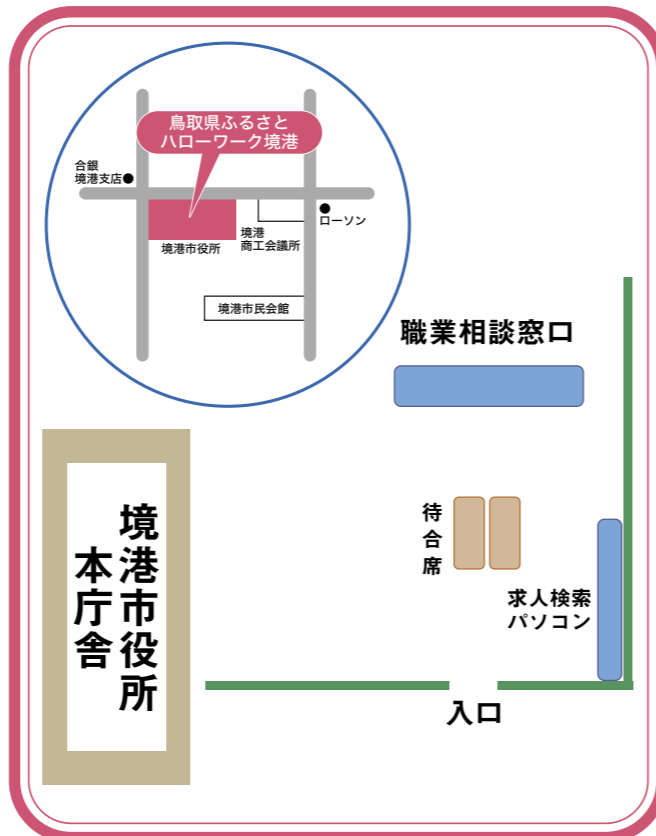 鳥取県ふるさと
ハローワーク境港
合銀
境港支店
ローソン
境港
商工会議所
境港市役所
境港市民会館
職業相談窓口
待合席
求人検索
パソコン
境港市役所
本庁舎
入口